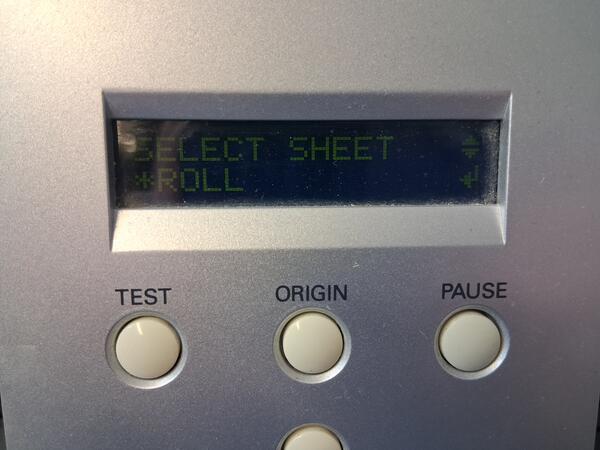 SELECT SHEET
*ROLL
TEST ORIGIN PAUSE